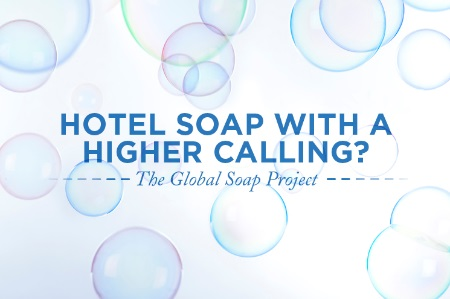 HOTEL SOAP WITH A
HIGHER CALLING?
The Global Soap Project